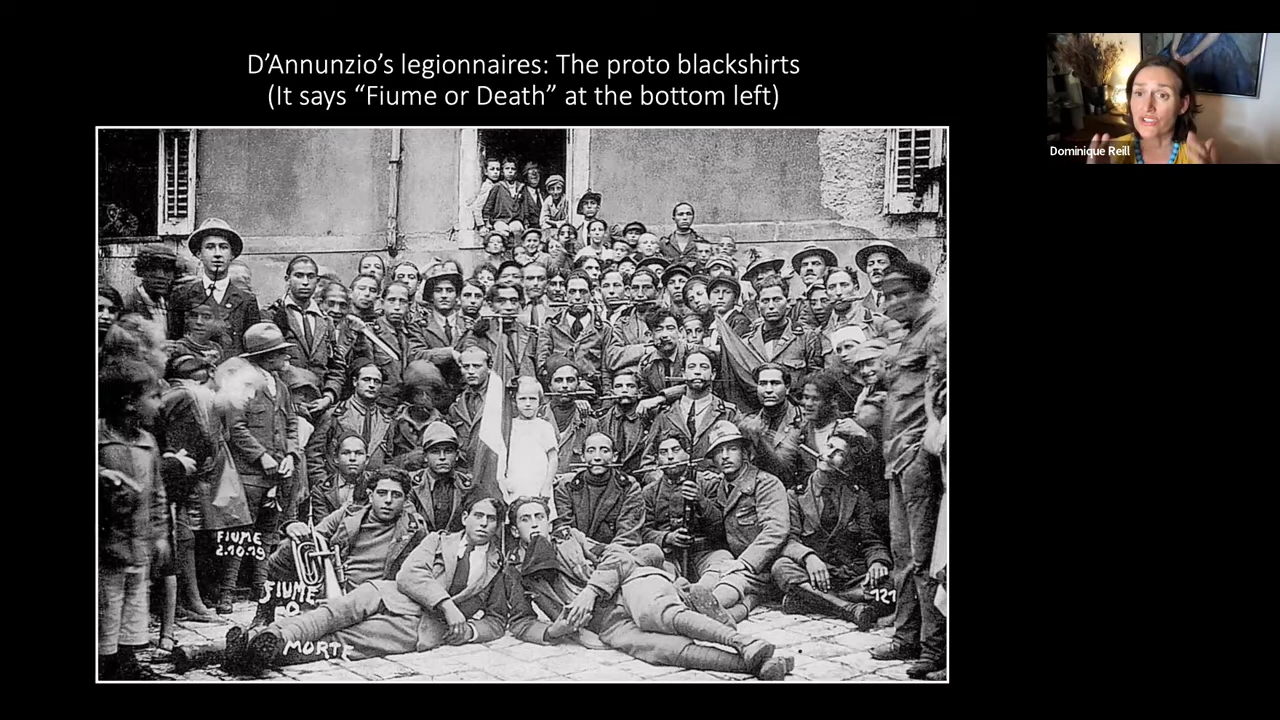 D'Annunzio's legionnaires: The proto blackshirts
(It says “Fiume or Death” at the bottom left)
Dominique Reill
FIUME
2.10.19
FIUME
O
MORTE
121